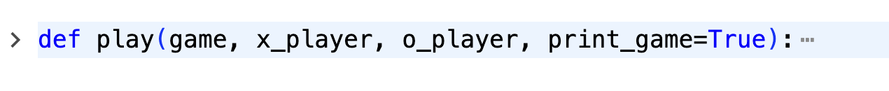 def play(game, x_player, o_player, print_game=True):